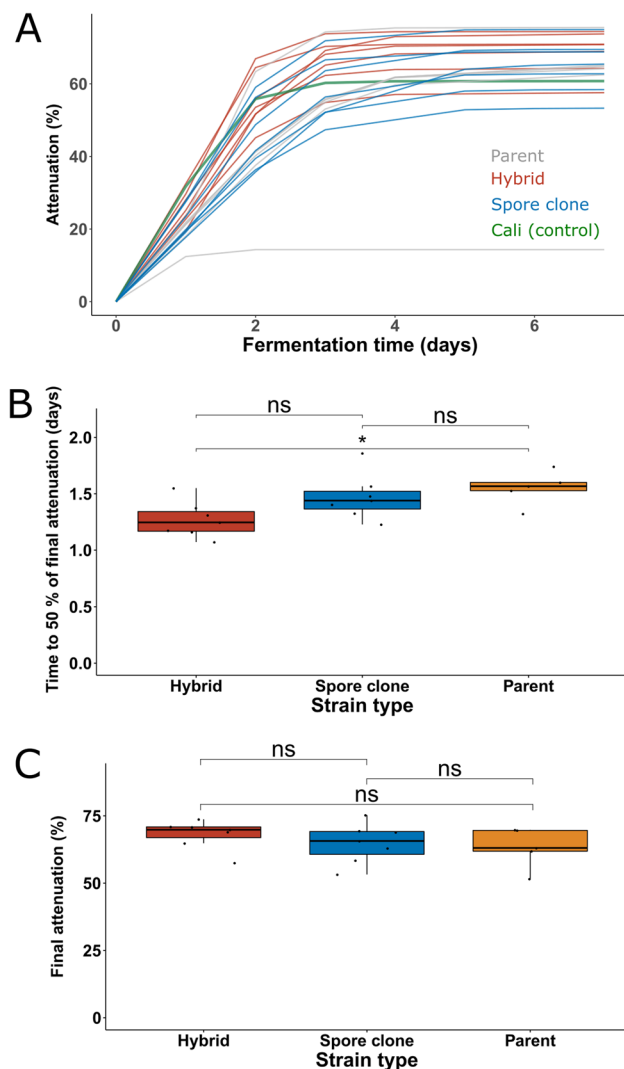 A
Attenuation (%)
60
40
20
0
Parent
Hybrid
Spore clone
Cali (control)
0 2 4 6
Fermentation time (days)
B
Time to 50 % of final attenuation (days)
2.0
1.5
1.0
0.5
0.0
ns ns
*
Hybrid Spore clone Parent
Strain type
C
Final attenuation (%)
75
50
25
0
ns
ns
ns
Hybrid Spore clone Parent
Strain type